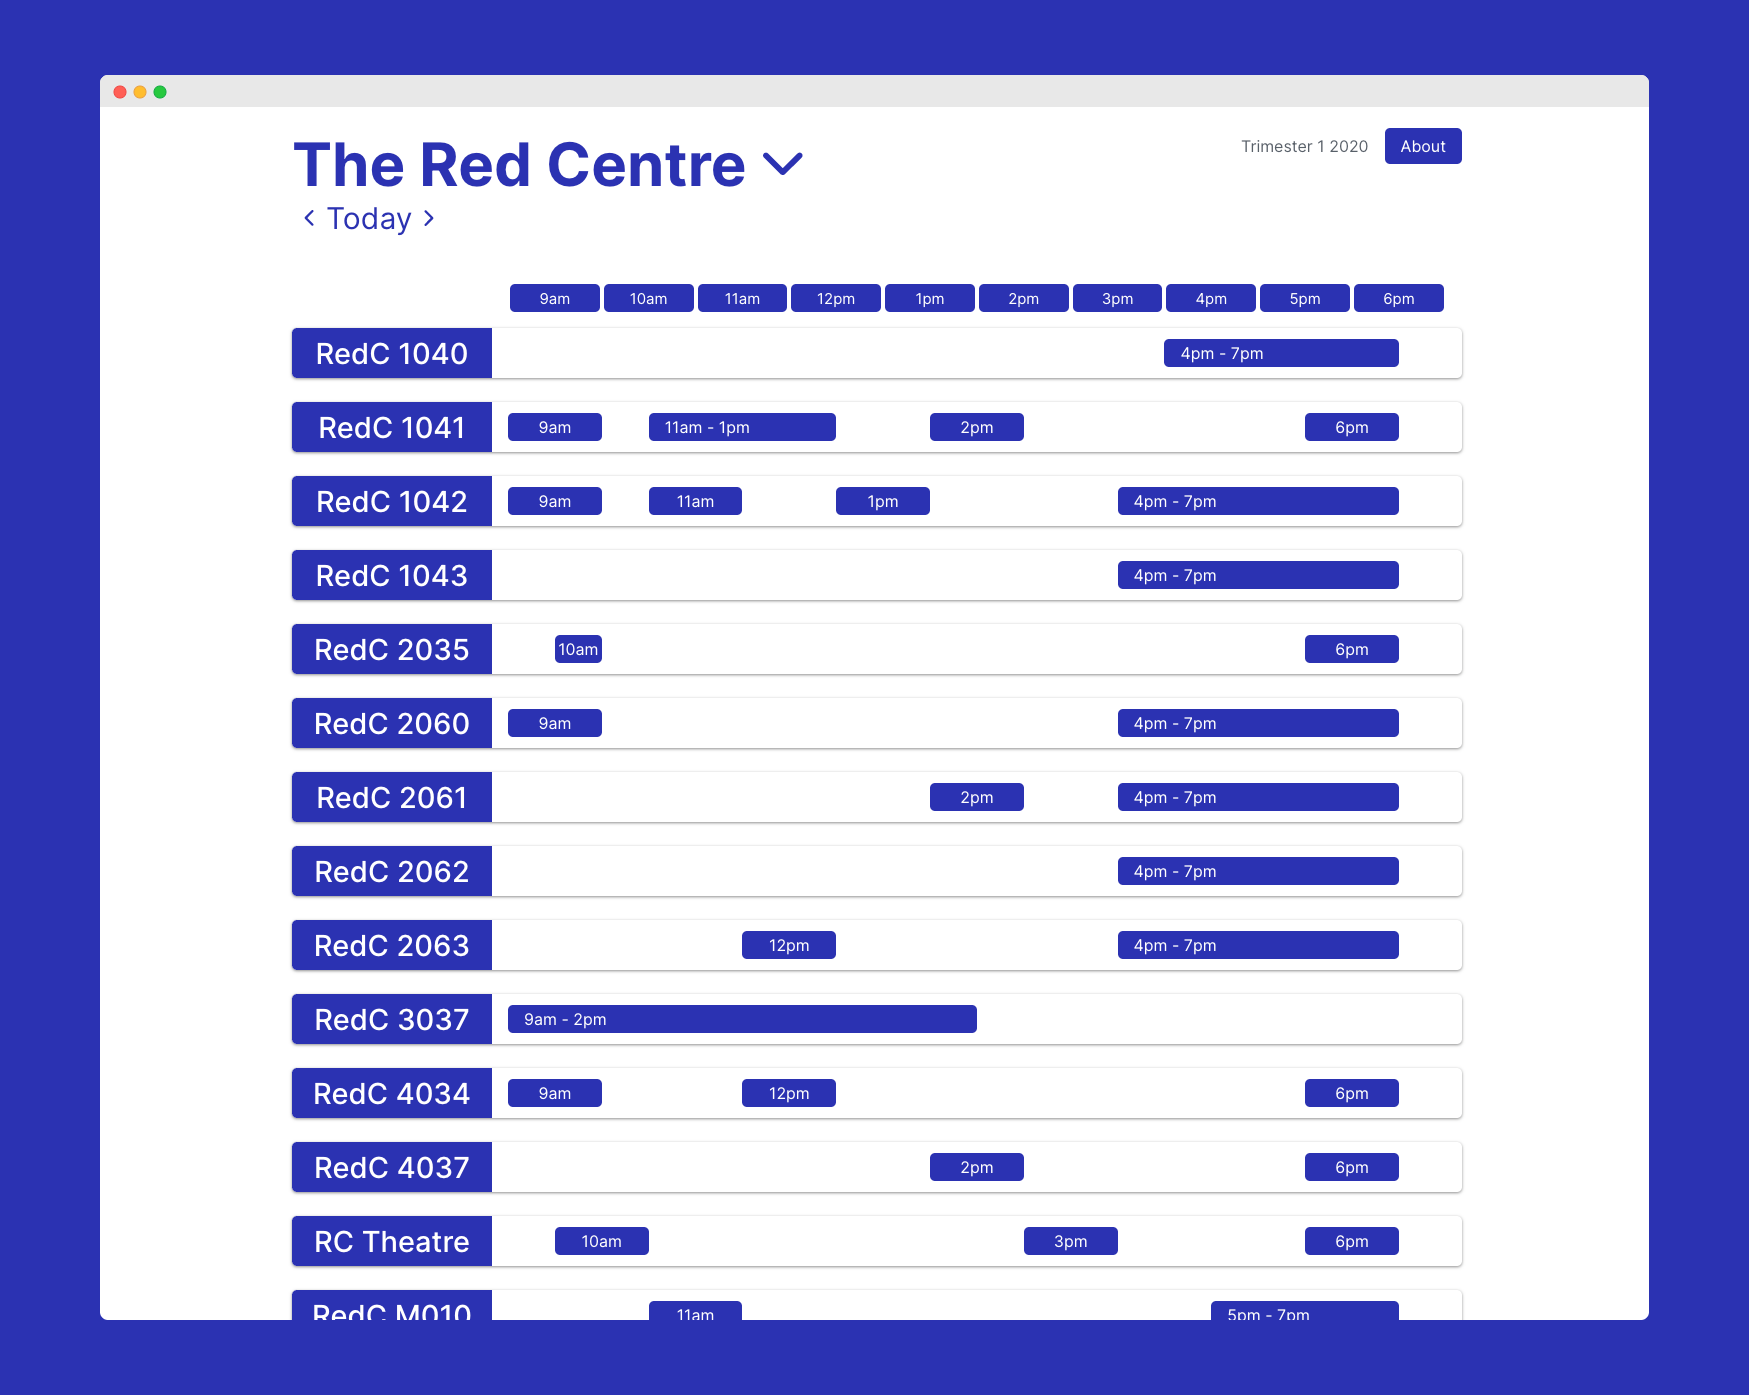 The Red Centre
Trimester 1 2020 About
Today
9am 10am 11am 12pm 1pm 2pm 3pm 4pm 5pm 6pm
RedC 1040 4pm - 7pm
RedC 1041 9am 11am - 1pm 2pm 6pm
RedC 1042 9am 11am 1pm 4pm - 7pm
RedC 1043 4pm - 7pm
RedC 2035 10am 6pm
RedC 2060 9am 4pm - 7pm
RedC 2061 2pm 4pm - 7pm
RedC 2062 4pm - 7pm
RedC 2063 12pm 4pm - 7pm
RedC 3037 9am - 2pm
RedC 4034 9am 12pm 6pm
RedC 4037 2pm 6pm
RC Theatre 10am 3pm 6pm
RedC M010 11am 5pm - 7pm